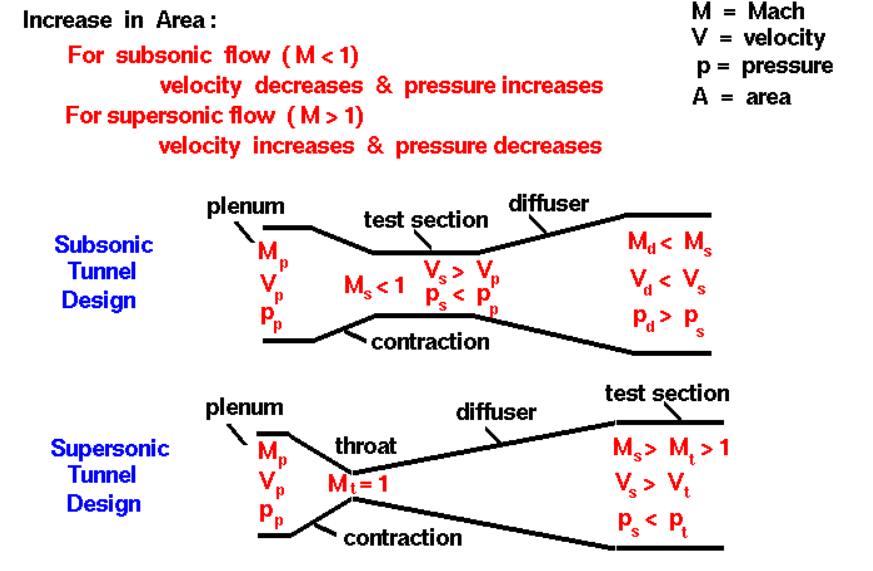 Increase in Area :
For subsonic flow ( M < 1)
velocity decreases & pressure increases
For supersonic flow ( M > 1)
velocity increases & pressure decreases
M = Mach
V = velocity
p = pressure
A = area
Subsonic
Tunnel
Design
plenum
test section
diffuser
Mp
Vp
pp
Ms < 1
Vs > Vp
ps < pp
Md < Ms
Vd < Vs
pd > ps
contraction
Supersonic
Tunnel
Design
plenum
throat
diffuser
test section
Mp
Vp
pp
Mt = 1
Ms > Mt > 1
Vs > Vt
ps < pt
contraction